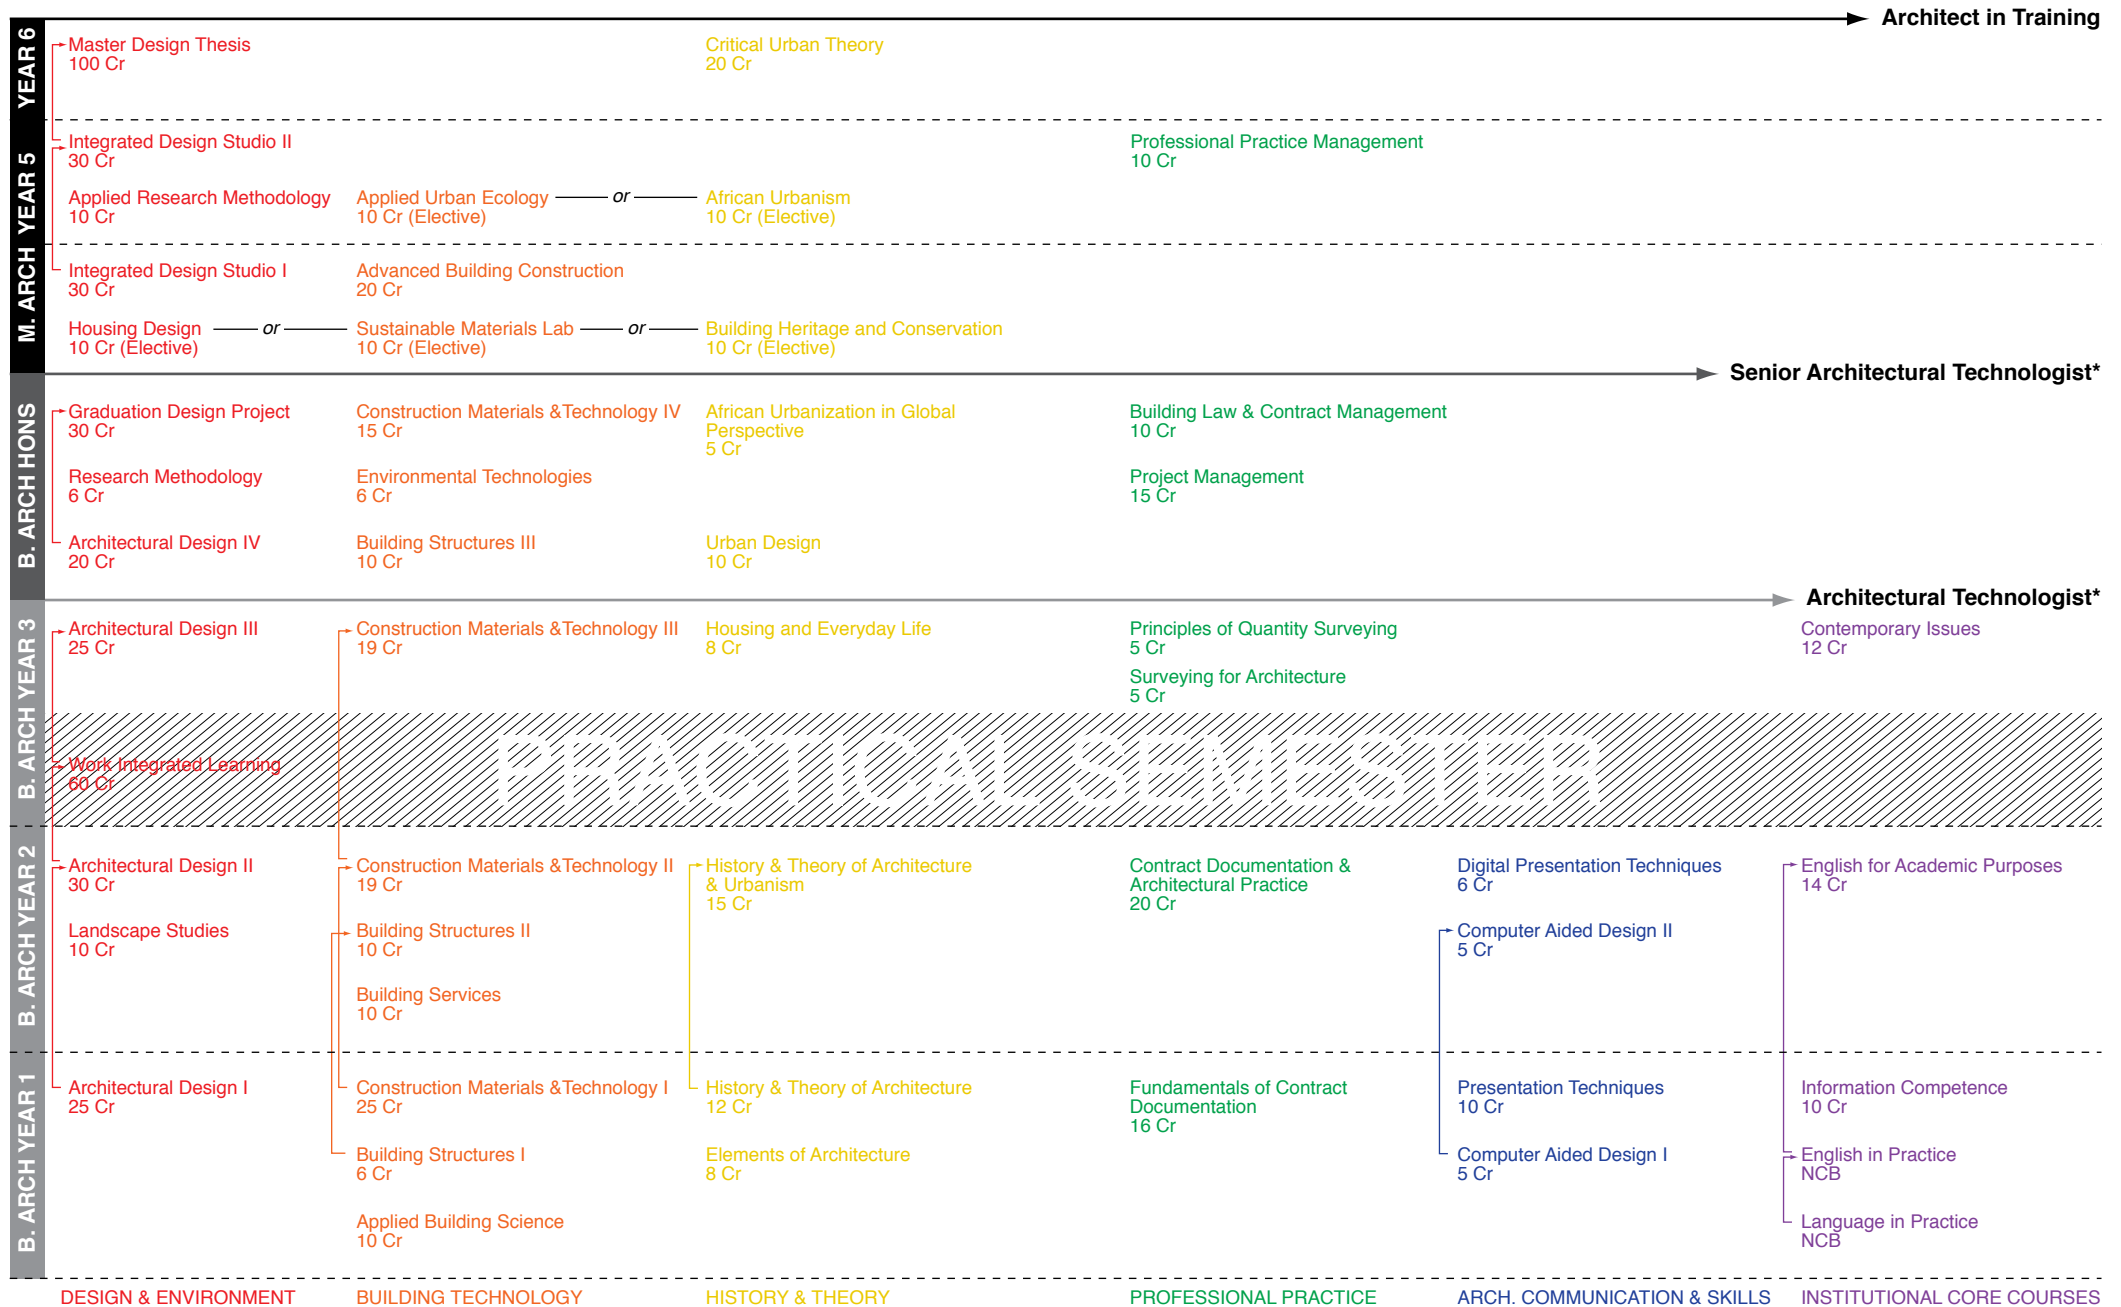 Architect in Training
YEAR 6
Master Design Thesis
100 Cr
Critical Urban Theory
20 Cr
M. ARCH YEAR 5
Integrated Design Studio II
30 Cr
Professional Practice Management
10 Cr
Applied Research Methodology
10 Cr
Applied Urban Ecology
10 Cr (Elective)
or
African Urbanism
10 Cr (Elective)
Integrated Design Studio I
30 Cr
Advanced Building Construction
20 Cr
Housing Design
10 Cr (Elective)
or
Sustainable Materials Lab
10 Cr (Elective)
or
Building Heritage and Conservation
10 Cr (Elective)
Senior Architectural Technologist*
B. ARCH HONS
Graduation Design Project
30 Cr
Construction Materials &Technology IV
15 Cr
African Urbanization in Global
Perspective
5 Cr
Building Law & Contract Management
10 Cr
Research Methodology
6 Cr
Environmental Technologies
6 Cr
Project Management
15 Cr
Architectural Design IV
20 Cr
Building Structures III
10 Cr
Urban Design
10 Cr
Architectural Technologist*
B. ARCH YEAR 3
Architectural Design III
25 Cr
Construction Materials &Technology III
19 Cr
Housing and Everyday Life
8 Cr
Principles of Quantity Surveying
5 Cr
Surveying for Architecture
5 Cr
Contemporary Issues
12 Cr
PRACTICAL SEMESTER
Work Integrated Learning
60 Cr
B. ARCH YEAR 2
Architectural Design II
30 Cr
Construction Materials &Technology II
19 Cr
History & Theory of Architecture
& Urbanism
15 Cr
Contract Documentation &
Architectural Practice
20 Cr
Digital Presentation Techniques
6 Cr
English for Academic Purposes
14 Cr
Landscape Studies
10 Cr
Building Structures II
10 Cr
Computer Aided Design II
5 Cr
Building Services
10 Cr
B. ARCH YEAR 1
Architectural Design I
25 Cr
Construction Materials &Technology I
25 Cr
History & Theory of Architecture
12 Cr
Fundamentals of Contract
Documentation
16 Cr
Presentation Techniques
10 Cr
Information Competence
10 Cr
Building Structures I
6 Cr
Elements of Architecture
8 Cr
Computer Aided Design I
5 Cr
English in Practice
NCB
Applied Building Science
10 Cr
Language in Practice
NCB
DESIGN & ENVIRONMENT
BUILDING TECHNOLOGY
HISTORY & THEORY
PROFESSIONAL PRACTICE
ARCH. COMMUNICATION & SKILLS
INSTITUTIONAL CORE COURSES